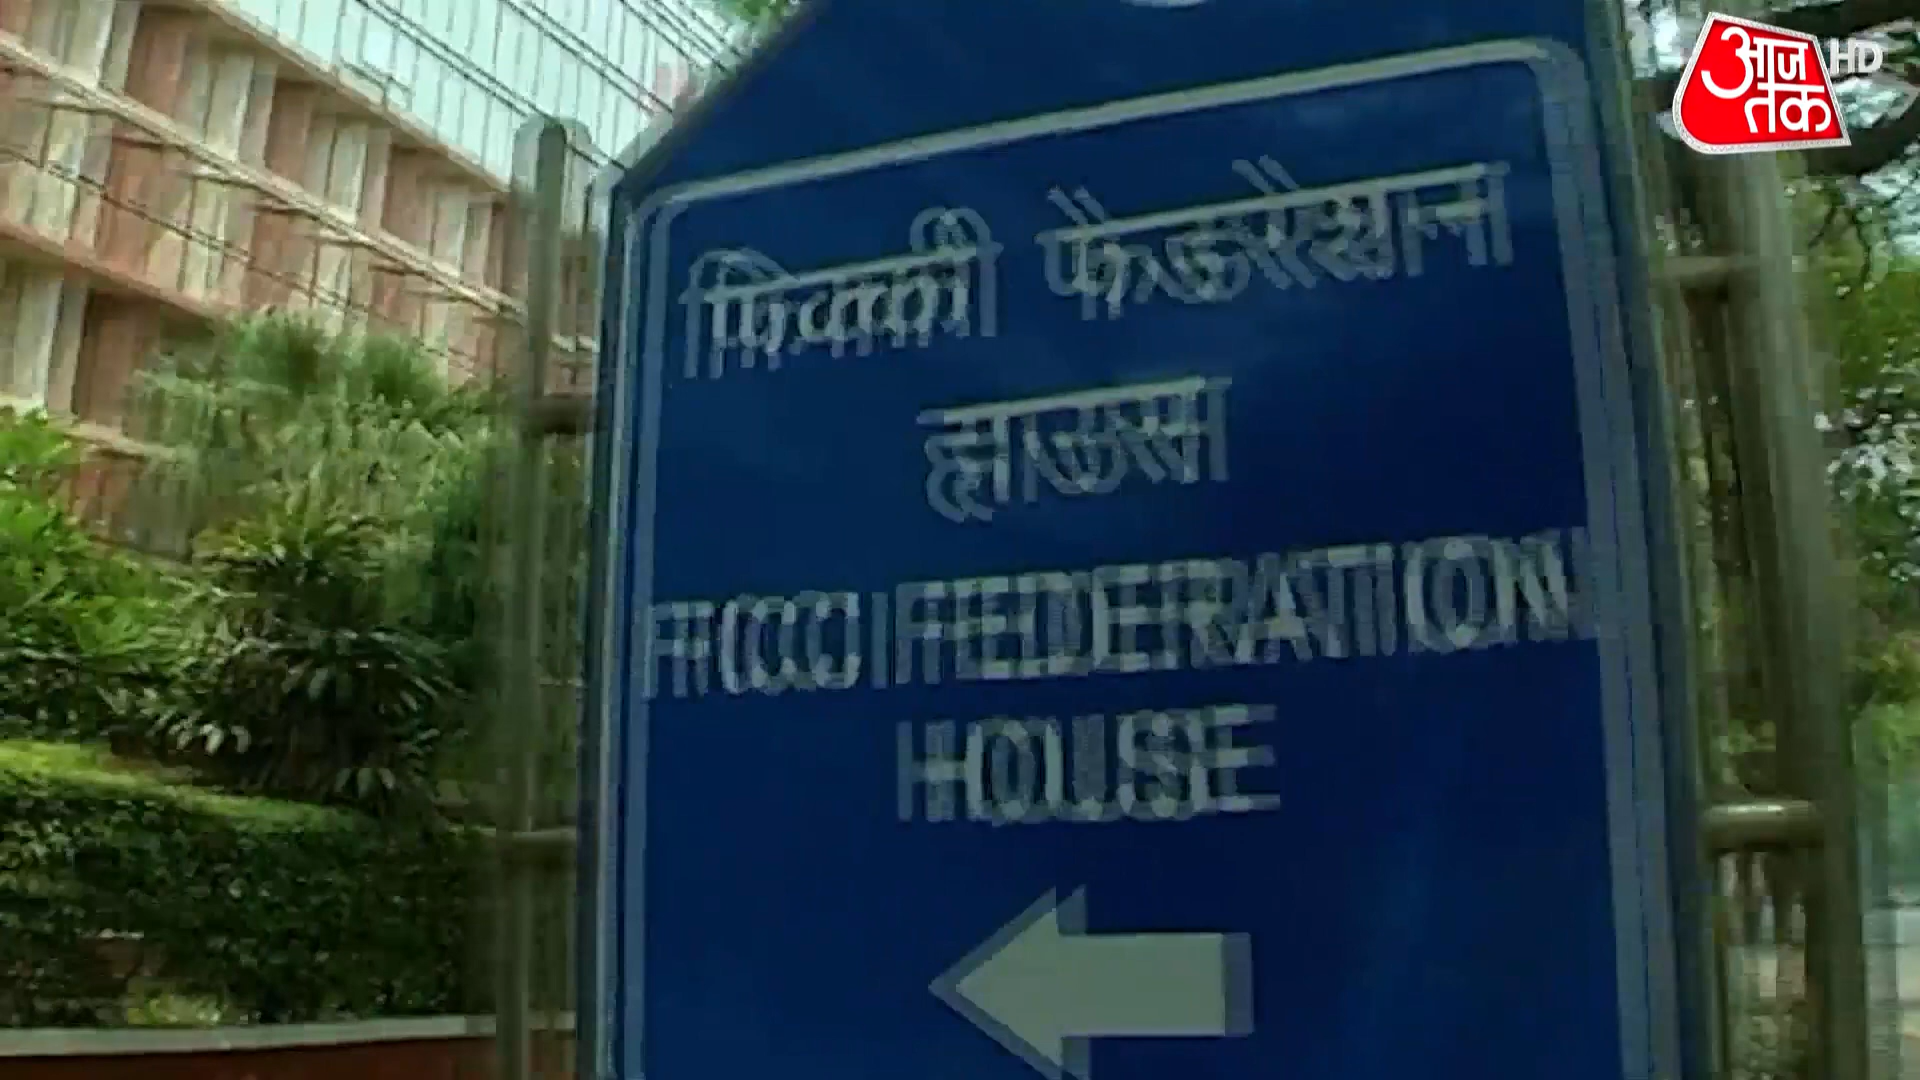 आज तक HD
फिक्की फैडरेशन
हाउस
FICCI FEDERATION
HOUSE